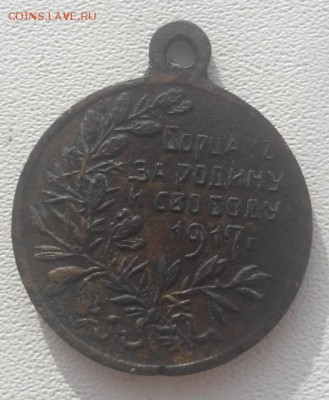 COINS.LAVE.RU
БОРЦАМЪ
ЗА РОДИНУ
И СВОБОДУ
1917 г